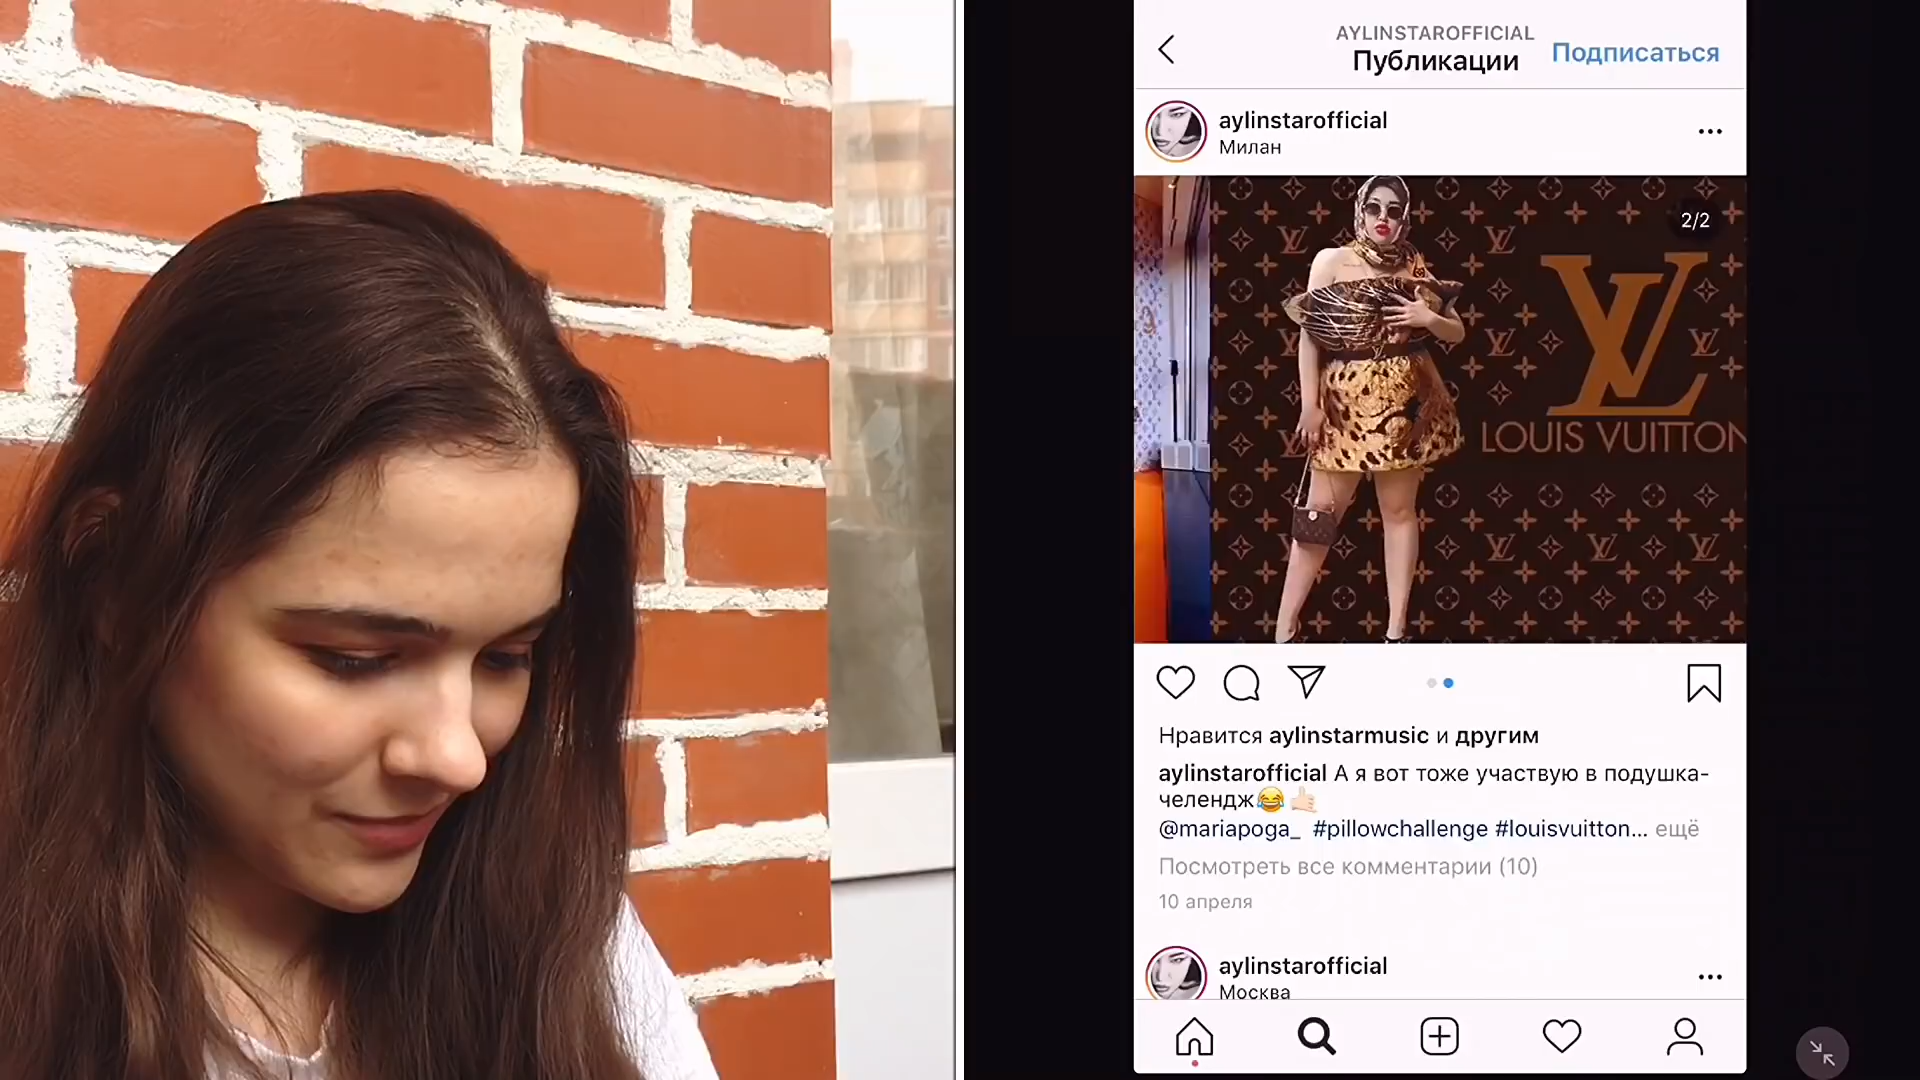 AYLINSTAROFFICIAL
Публикации
Подписаться
aylinstarofficial
Милан
2/2
LV
LOUIS VUITTON
Нравится aylinstarmusic и другим
aylinstarofficial А я вот тоже участвую в подушка-
челендж😂🤙🏻
@mariapoga_ #pillowchallenge #louisvuitton... ещё
Посмотреть все комментарии (10)
10 апреля
aylinstarofficial
Москва